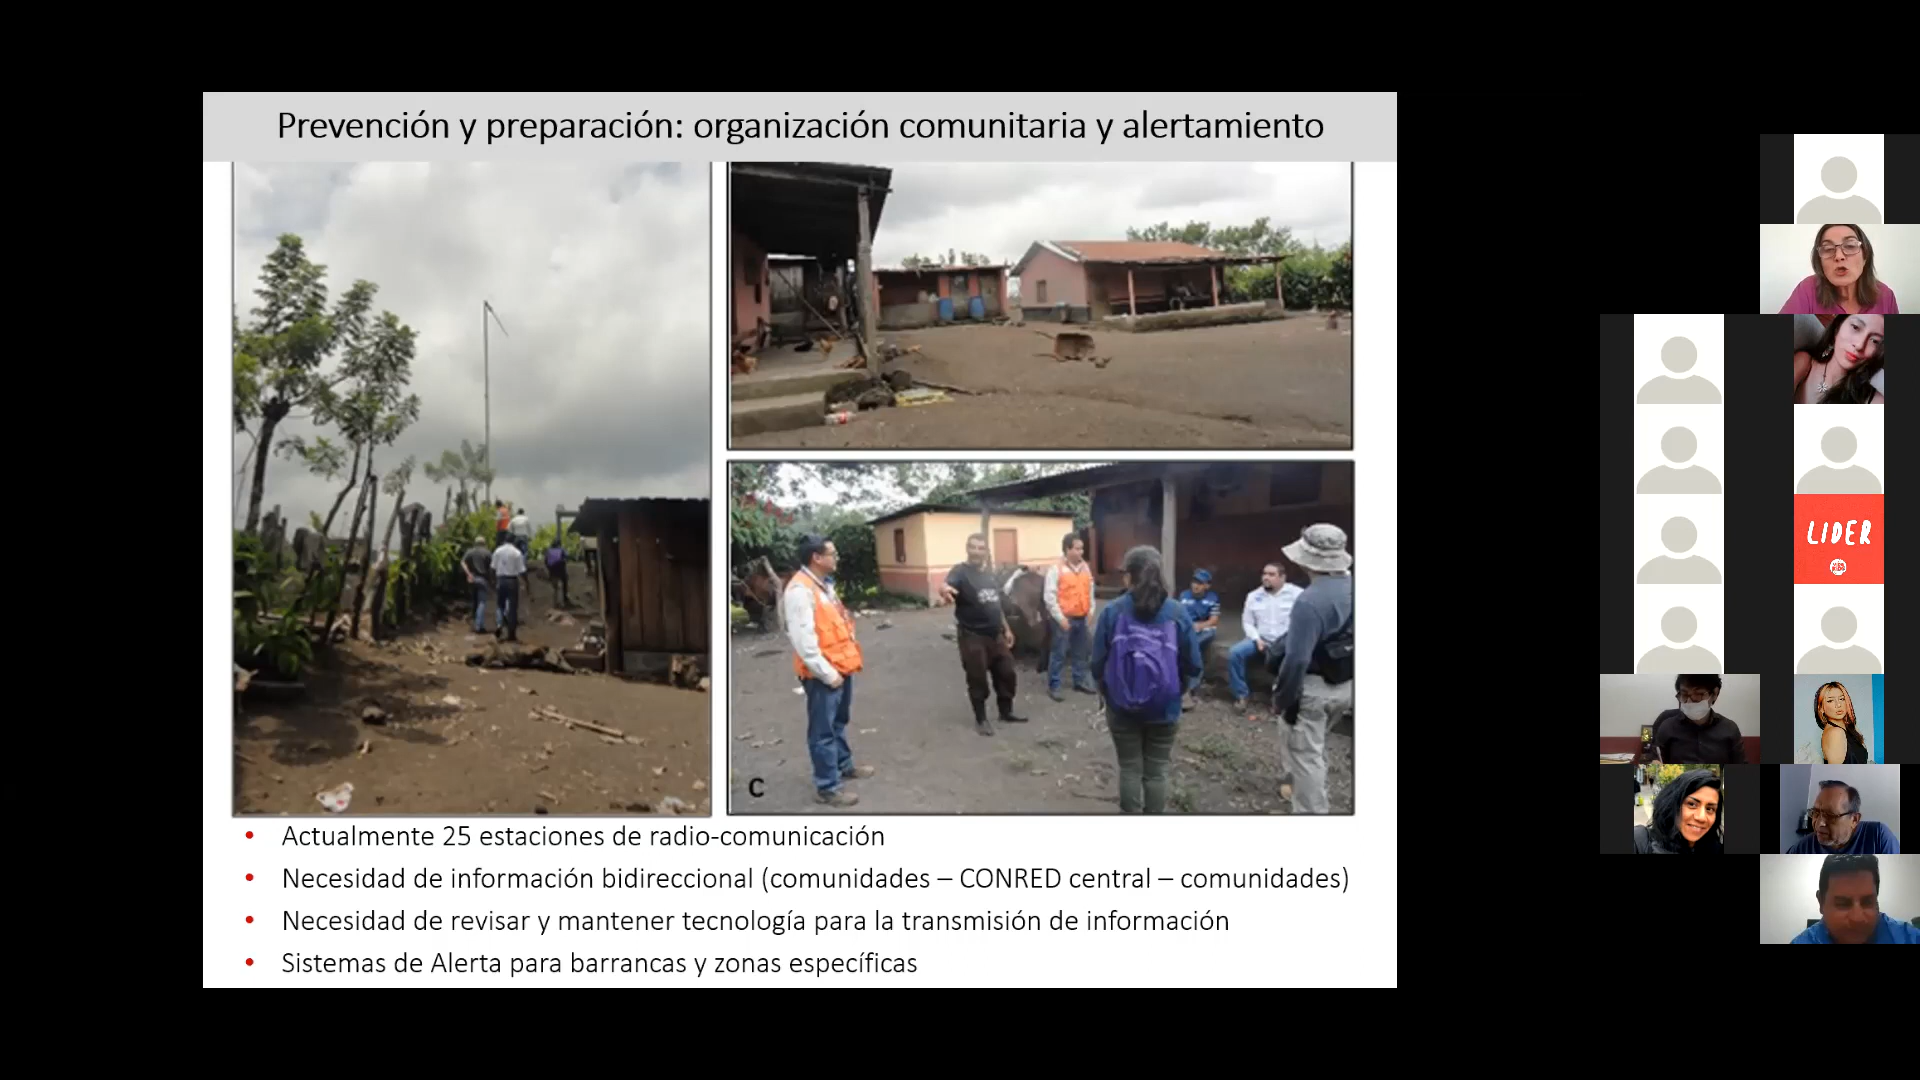 Prevención y preparación: organización comunitaria y alertamiento
C
• Actualmente 25 estaciones de radio-comunicación
• Necesidad de información bidireccional (comunidades – CONRED central – comunidades)
• Necesidad de revisar y mantener tecnología para la transmisión de información
• Sistemas de Alerta para barrancas y zonas específicas
LIDER